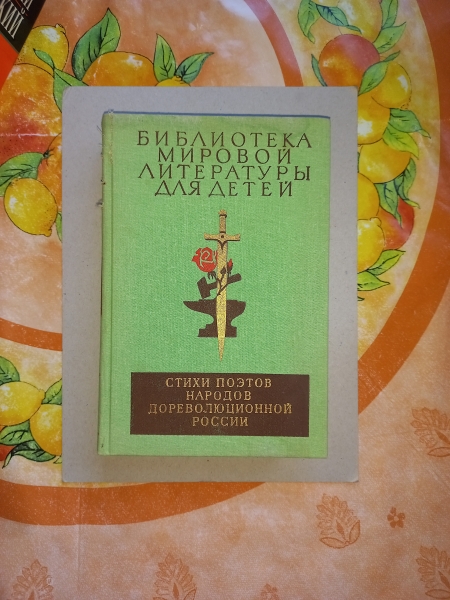 БИБЛИОТЕКА
МИРОВОЙ
ЛИТЕРАТУРЫ
ДЛЯ ДЕТЕЙ
СТИХИ ПОЭТОВ
НАРОДОВ
ДОРЕВОЛЮЦИОННОЙ
РОССИИ